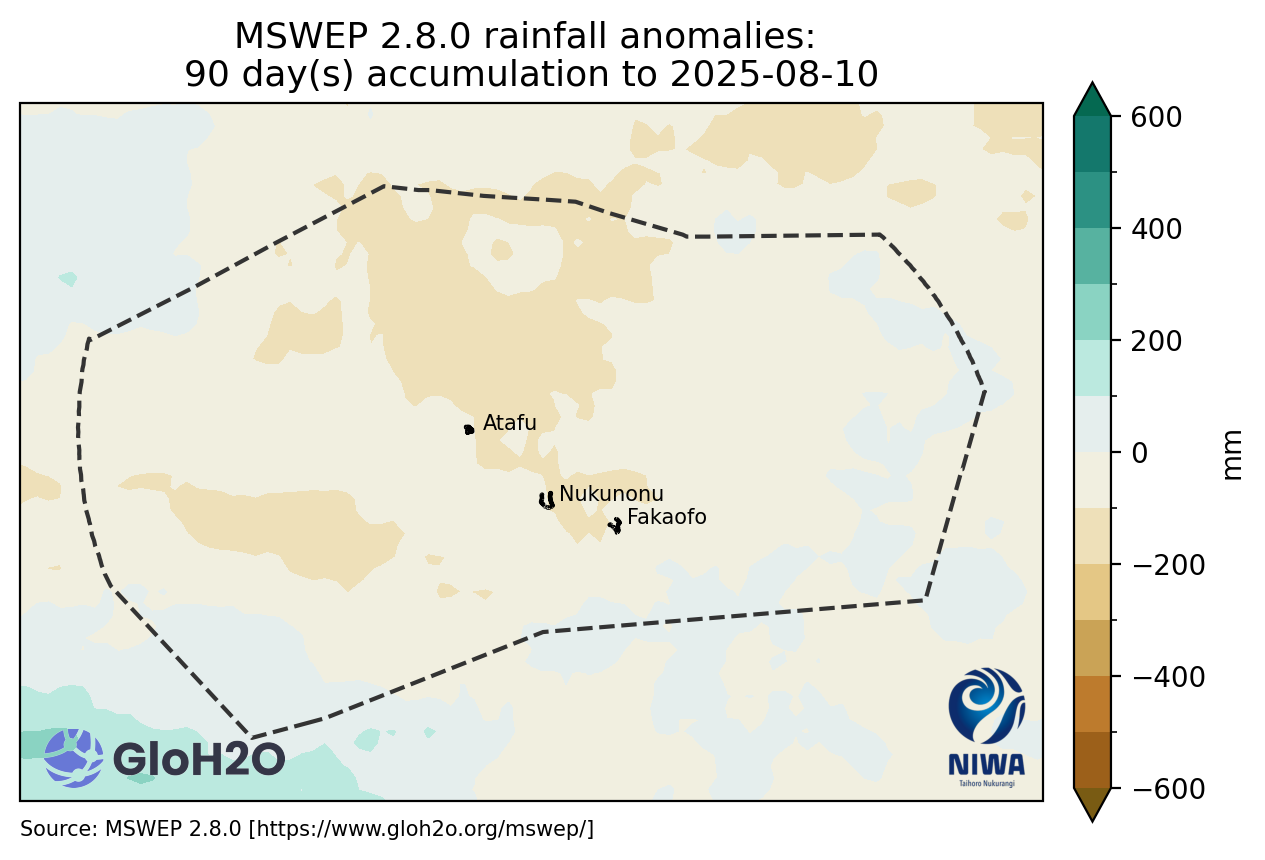 MSWEP 2.8.0 rainfall anomalies:
90 day(s) accumulation to 2025-08-10
600
400
200
0
−200
−400
−600
mm
Atafu
Nukunonu
Fakaofo
GloH2O
NIWA
Taihoro Nukurangi
Source: MSWEP 2.8.0 [https://www.gloh2o.org/mswep/]